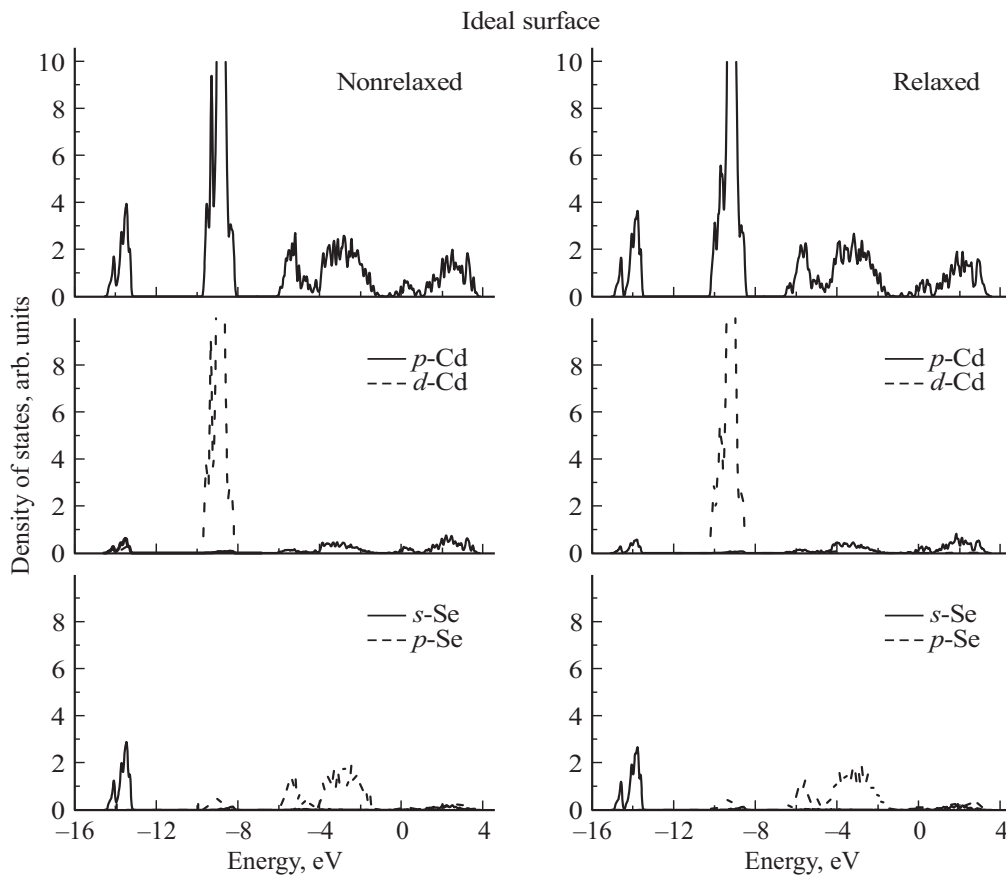 Ideal surface
Nonrelaxed
Relaxed
10
8
6
4
2
0
10
8
6
4
2
0
Density of states, arb. units
p-Cd
d-Cd
8
6
4
2
0
p-Cd
d-Cd
8
6
4
2
0
s-Se
p-Se
8
6
4
2
0
–16 –12 –8 –4 0 4
Energy, eV
s-Se
p-Se
8
6
4
2
0
–16 –12 –8 –4 0 4
Energy, eV